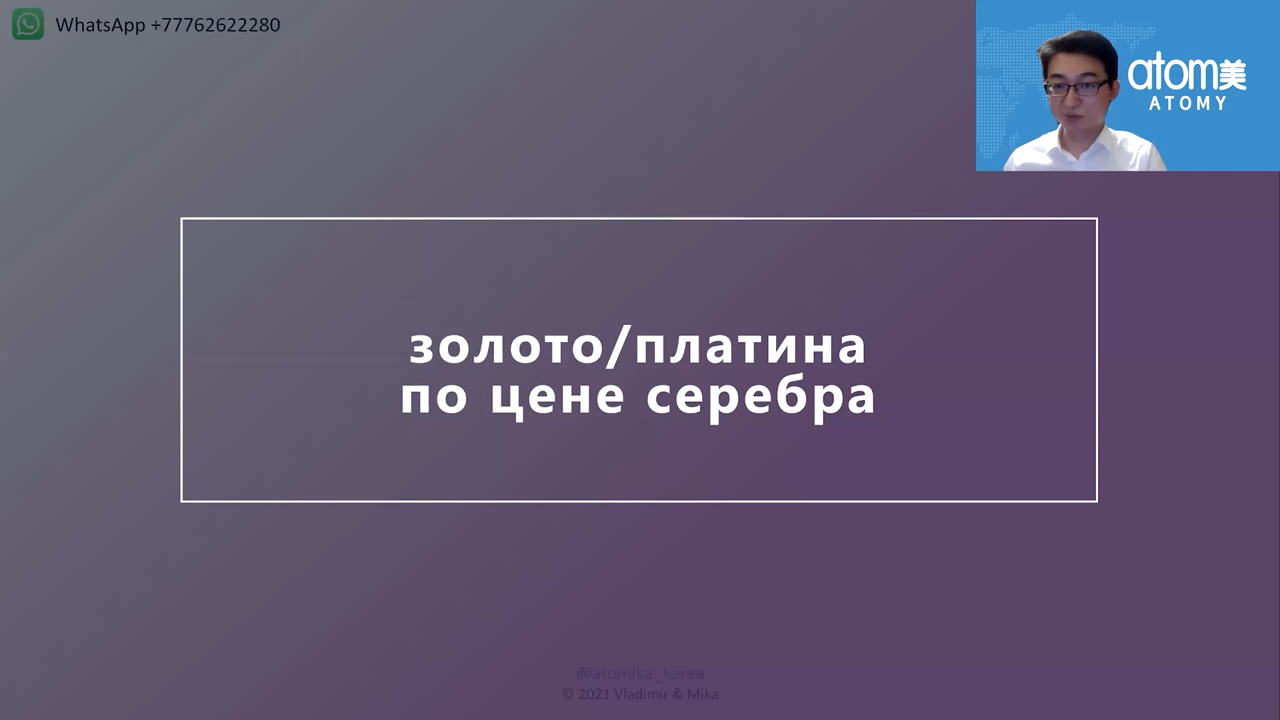 WhatsApp +77762622280
atom美
ATOMY
золото/платина
по цене серебра
@atomika_korea
© 2021 Vladimir & Mika